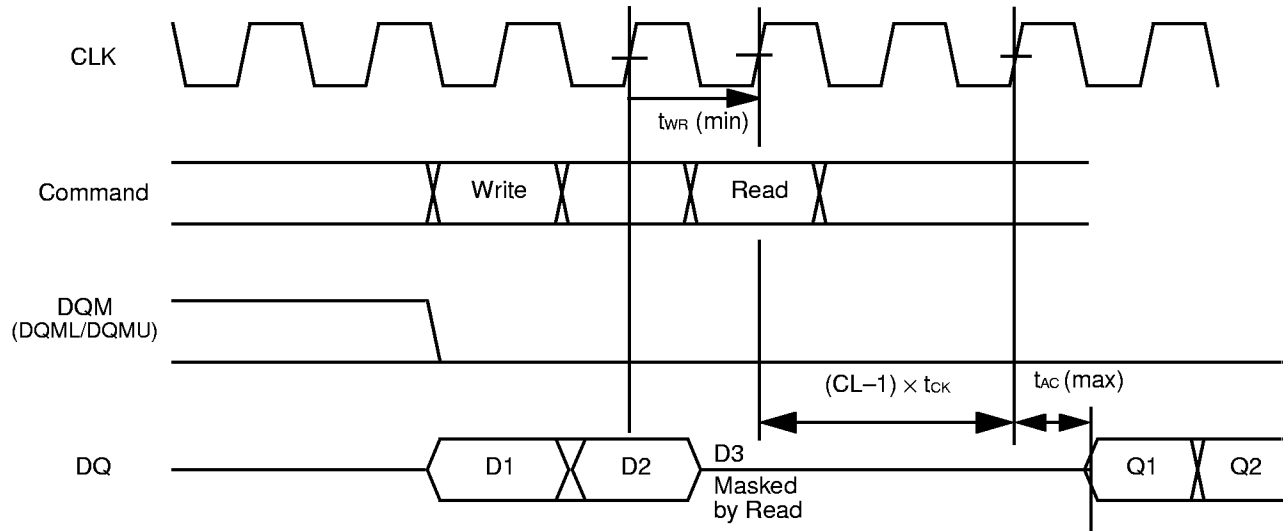 CLK
tWR (min)
Command
Write
Read
DQM
(DQML/DQMU)
(CL–1) × tCK
tAC (max)
DQ
D1
D2
D3
Masked
by Read
Q1
Q2